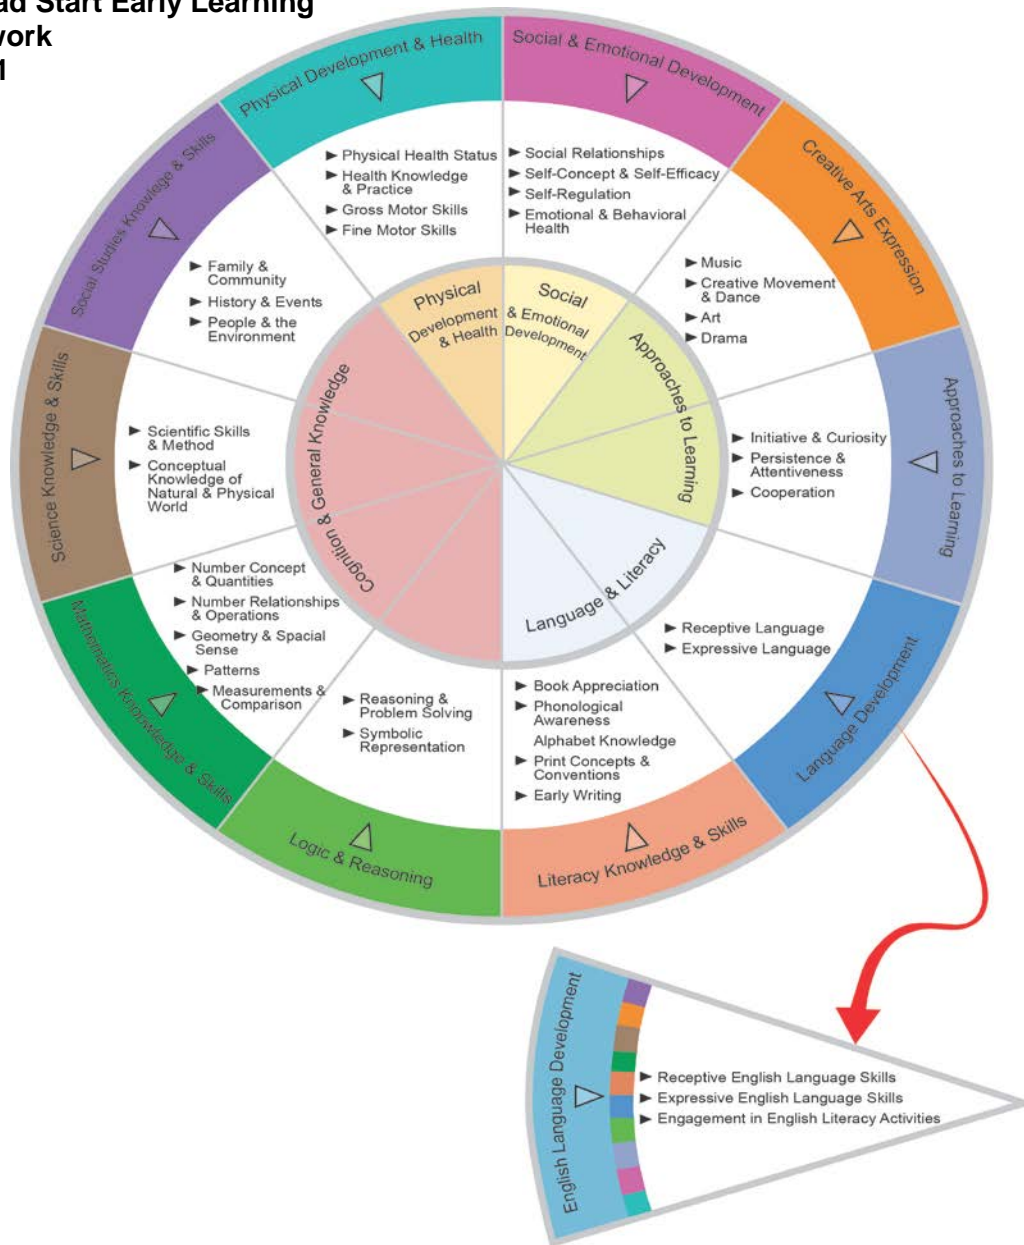 ad Start Early Learning
work
1
Physical Development & Health
► Physical Health Status
► Health Knowledge
& Practice
► Gross Motor Skills
► Fine Motor Skills
Social & Emotional Development
► Social Relationships
► Self-Concept & Self-Efficacy
► Self-Regulation
► Emotional & Behavioral
Health
Creative Arts Expression
► Music
► Creative Movement
& Dance
► Art
► Drama
Approaches to Learning
► Initiative & Curiosity
► Persistence &
Attentiveness
► Cooperation
Language Development
► Receptive Language
► Expressive Language
Literacy Knowledge & Skills
► Book Appreciation
► Phonological
Awareness
Alphabet Knowledge
► Print Concepts &
Conventions
► Early Writing
Logic & Reasoning
► Reasoning &
Problem Solving
► Symbolic
Representation
Mathematics Knowledge & Skills
► Number Concept
& Quantities
► Number Relationships
& Operations
► Geometry & Spacial
Sense
► Patterns
► Measurements &
Comparison
Science Knowledge & Skills
► Scientific Skills
& Method
► Conceptual
Knowledge of
Natural & Physical
World
Social Studies Knowlege & Skills
► Family &
Community
► History & Events
► People & the
Environment
Physical
Development
& Health
Social
& Emotional
Development
Approaches to Learning
Language & Literacy
Cognition & General Knowledge
English Language Development
► Receptive English Language Skills
► Expressive English Language Skills
► Engagement in English Literacy Activities